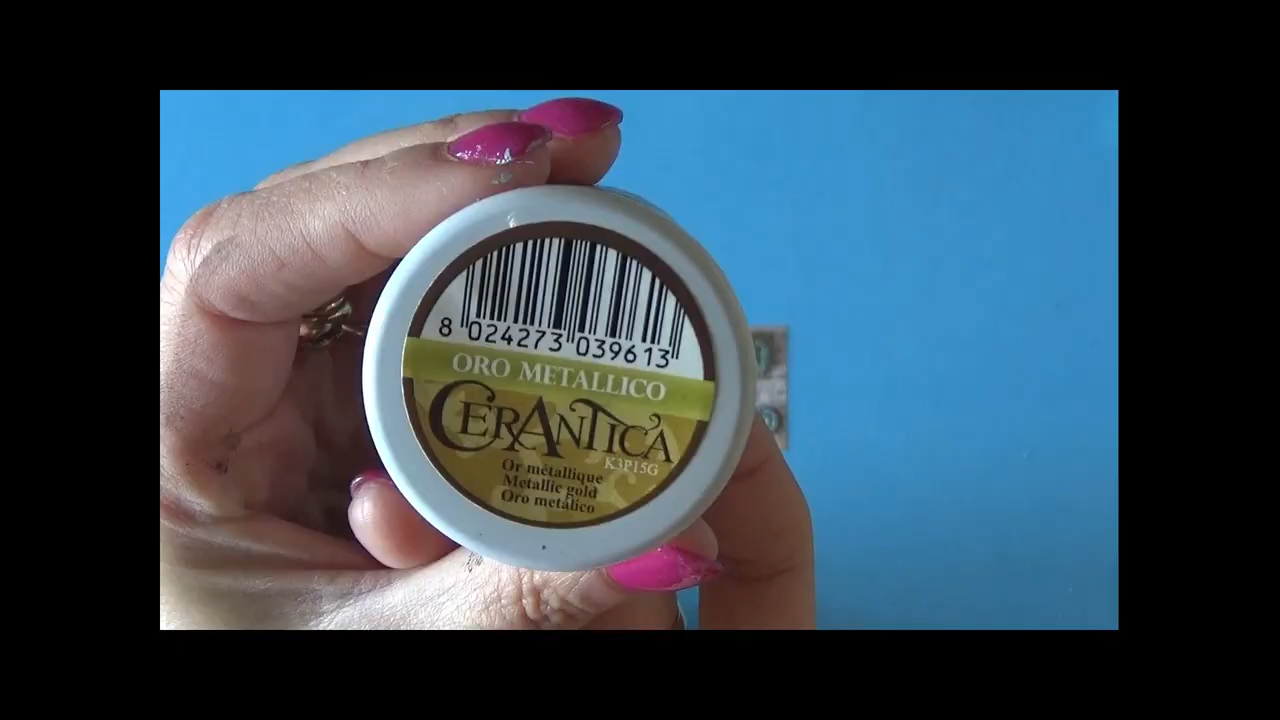 8 024273 039613
ORO METALLICO
CERANTICA
K3P15G
Or métallique
Metallic gold
Oro metálico